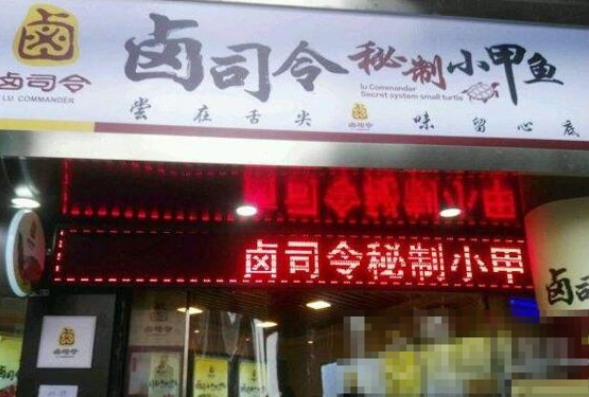 卤司令
LU COMMANDER
卤司令秘制小甲鱼
lu Commander
Secret system small turtle
尝在舌尖 味留心底
卤司令秘制小甲
卤司令
卤司